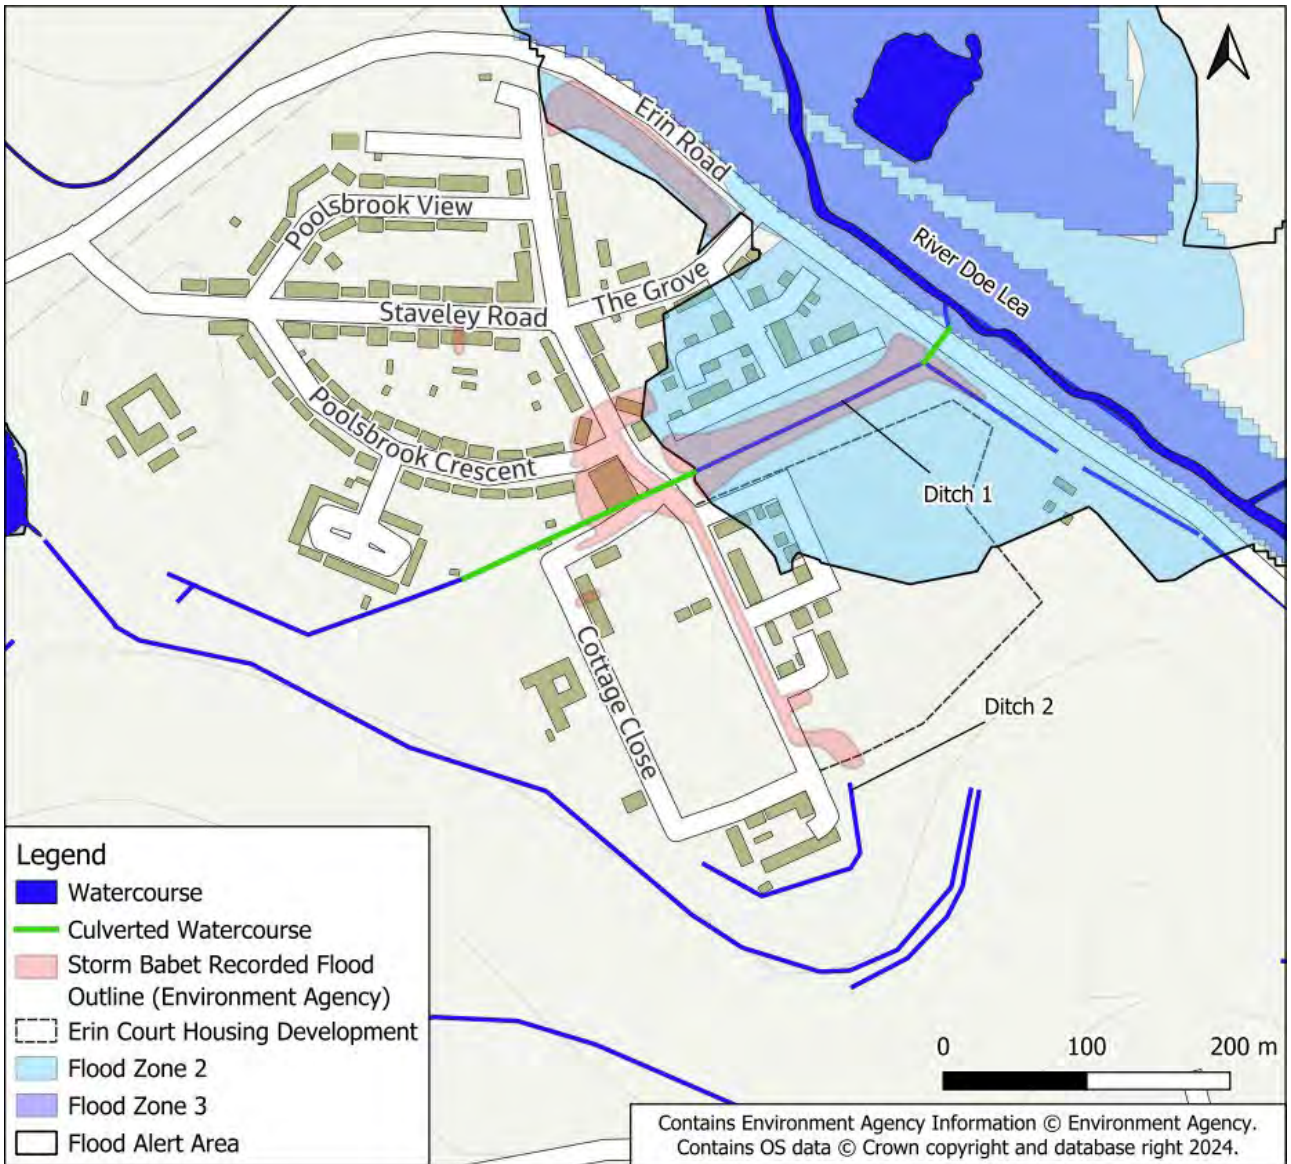 Erin Road
Poolsbrook View
River Doe Lea
The Grove
Staveley Road
Poolsbrook Crescent
Ditch 1
Cottage Close
Ditch 2
Legend
Watercourse
Culverted Watercourse
Storm Babet Recorded Flood
Outline (Environment Agency)
Erin Court Housing Development
Flood Zone 2
Flood Zone 3
Flood Alert Area
0 100 200 m
Contains Environment Agency Information © Environment Agency.
Contains OS data © Crown copyright and database right 2024.